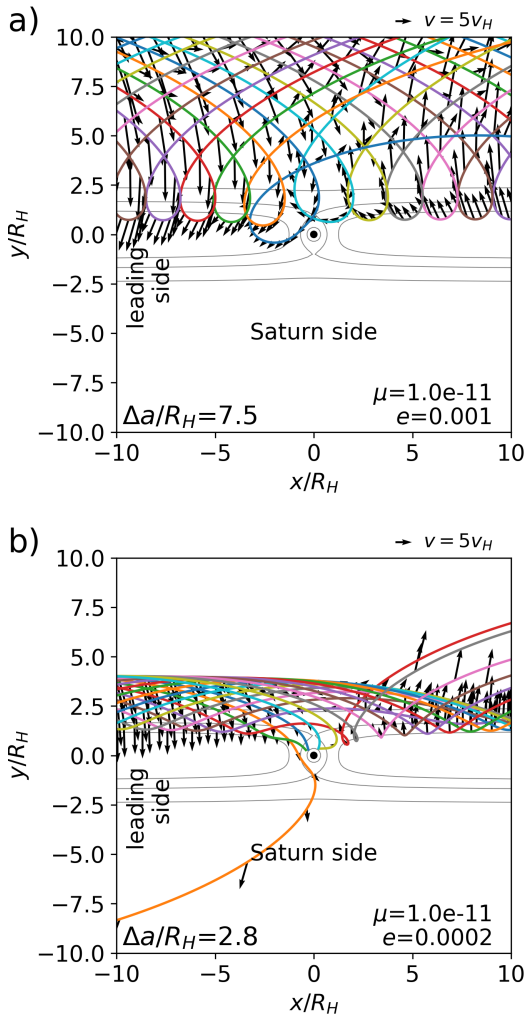 a)
v = 5v_H
10.0
7.5
5.0
2.5
0.0
−2.5
−5.0
−7.5
−10.0
y/R_H
leading
side
Saturn side
Δa/R_H=7.5
μ=1.0e-11
e=0.001
−10
−5
0
5
10
x/R_H
b)
v = 5v_H
10.0
7.5
5.0
2.5
0.0
−2.5
−5.0
−7.5
−10.0
y/R_H
leading
side
Saturn side
Δa/R_H=2.8
μ=1.0e-11
e=0.0002
−10
−5
0
5
10
x/R_H